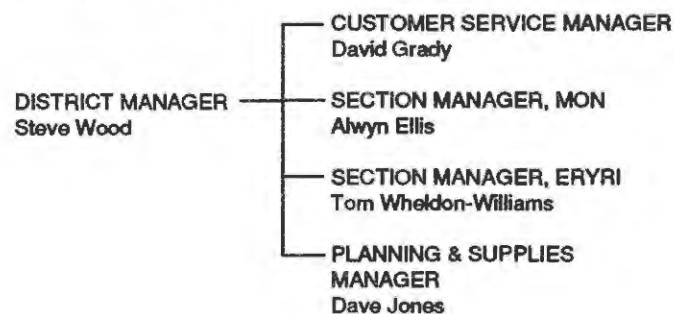 CUSTOMER SERVICE MANAGER
David Grady
DISTRICT MANAGER
Steve Wood
SECTION MANAGER, MON
Alwyn Ellis
SECTION MANAGER, ERYRI
Tom Wheldon-Williams
PLANNING & SUPPLIES
MANAGER
Dave Jones